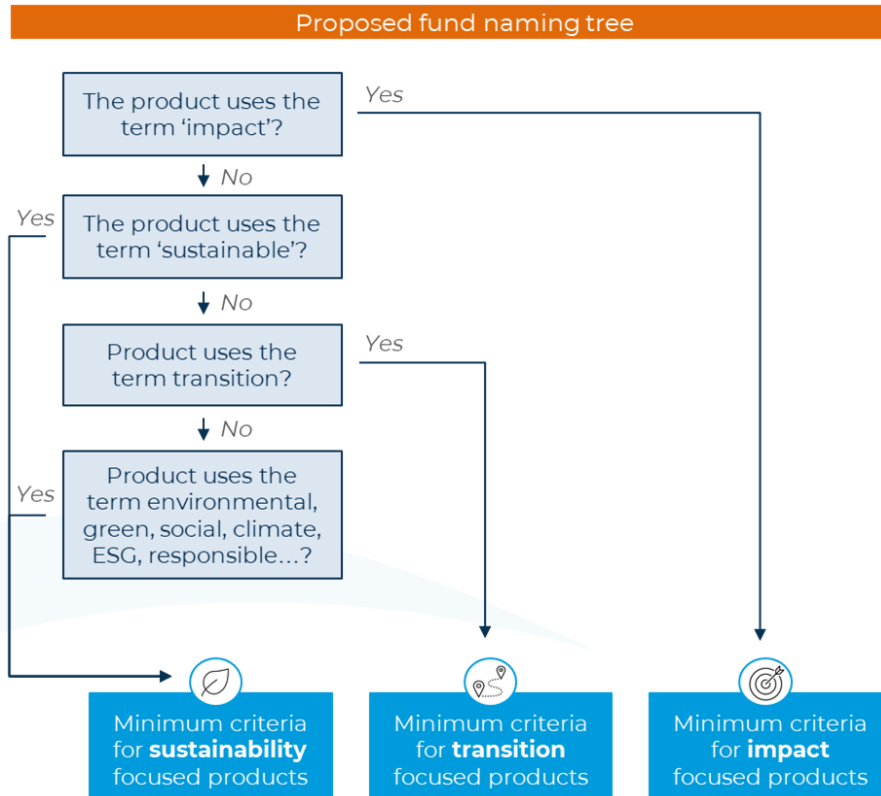 Proposed fund naming tree
The product uses the
term ‘impact’?
Yes
No
Yes
The product uses the
term ‘sustainable’?
No
Product uses the
term transition?
Yes
No
Yes
Product uses the
term environmental,
green, social, climate,
ESG, responsible…?
Minimum criteria
for sustainability
focused products
Minimum criteria
for transition
focused products
Minimum criteria
for impact
focused products